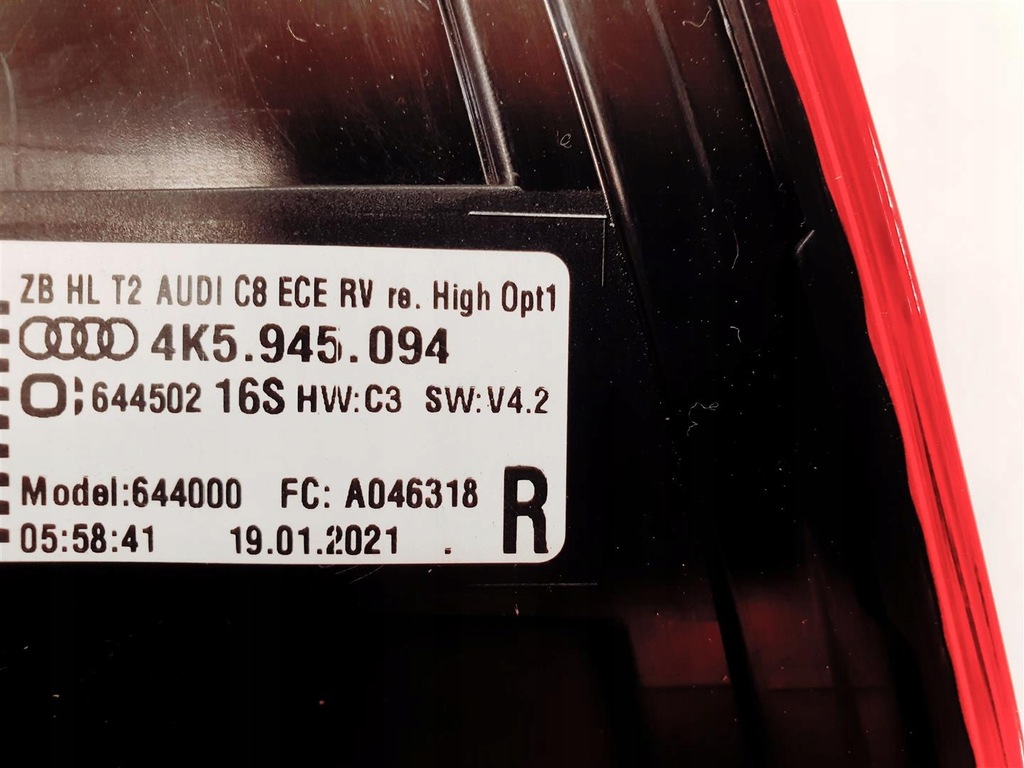 ZB HL T2 AUDI C8 ECE RV re. High Opt1
4K5.945.094
644502 16S HW:C3 SW:V4.2
Model:644000 FC: A046318 R
05:58:41 19.01.2021